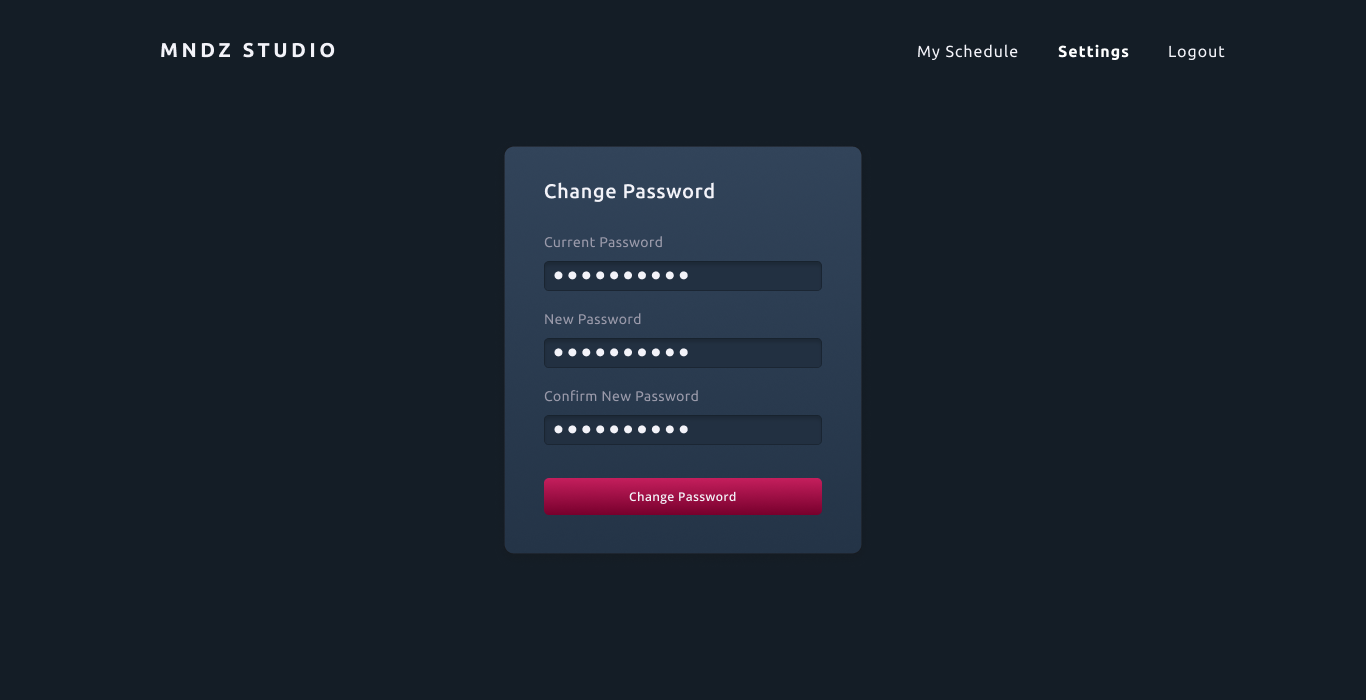 MNDZ STUDIO
My Schedule Settings Logout
Change Password
Current Password
●●●●●●●●●●
New Password
●●●●●●●●●●
Confirm New Password
●●●●●●●●●●
Change Password